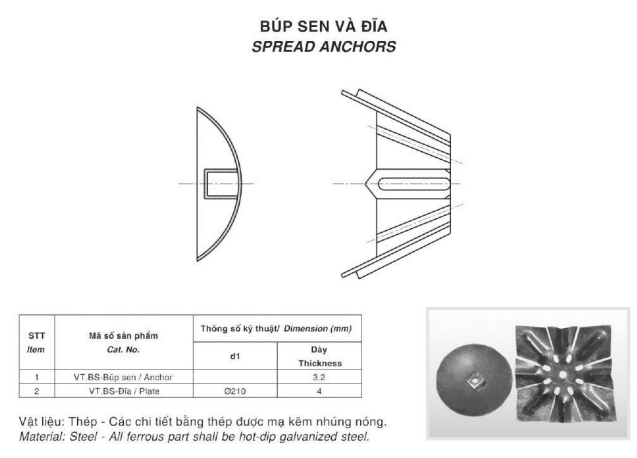 BÚP SEN VÀ ĐĨA
SPREAD ANCHORS
STT
Item
Mã số sản phẩm
Cat. No.
Thông số kỹ thuật/ Dimension (mm)
d1
Dày
Thickness
1 VT.BS-Búp sen / Anchor 3.2
2 VT.BS-Đĩa / Plate Ø210 4
Vật liệu: Thép - Các chi tiết bằng thép được mạ kẽm nhúng nóng.
Material: Steel - All ferrous part shall be hot-dip galvanized steel.